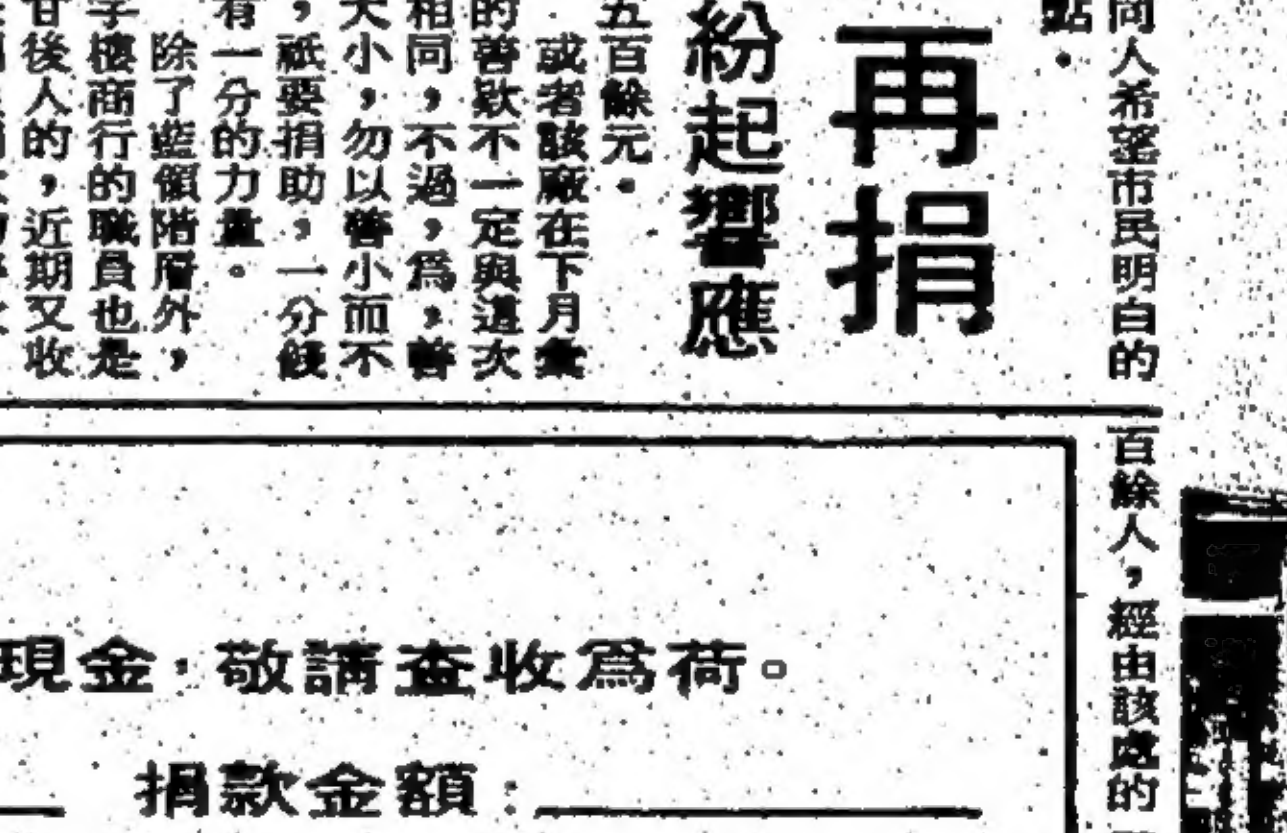 同人希望市民明白的
點。
再捐
紛起響應
五百餘元。
或者該廠在下月彙
的善欵不一定與這次
相同，不過，爲，善
大小，勿以善小而不
，祇要捐助，一分錢
有一分的力量。
除了藍領階層外，
字樓商行的職員也是
甘後人的，近期又收
百餘人，經由該處的
現金，敬請查收爲荷。
捐款金額：